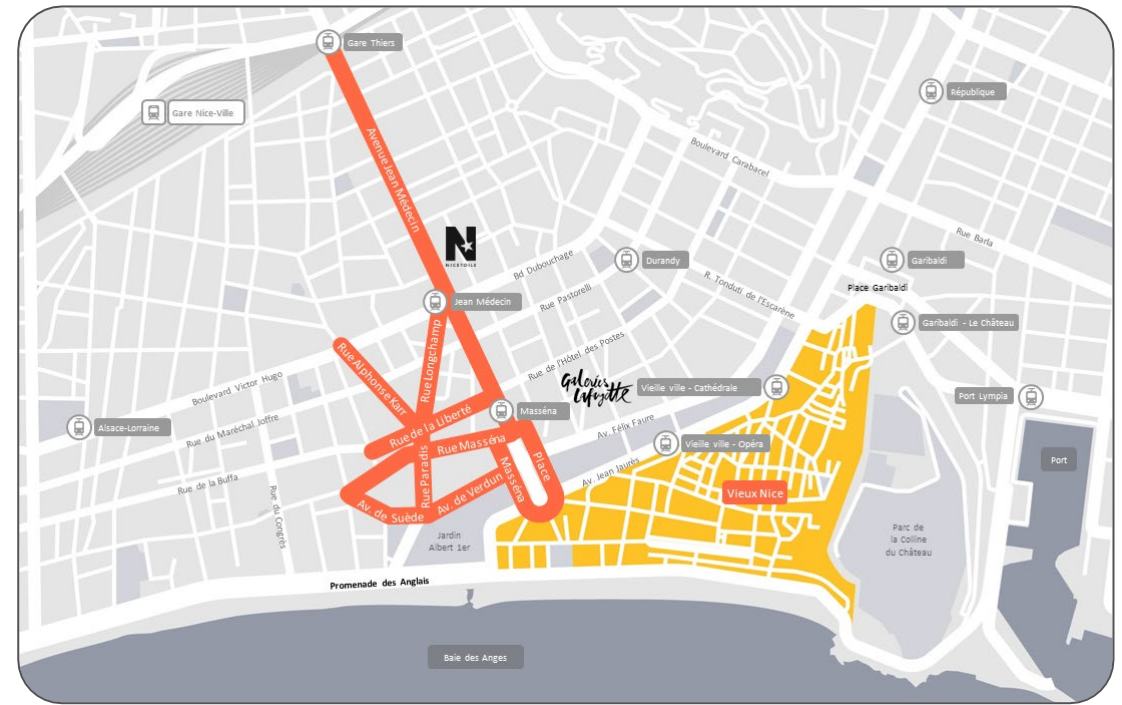 Gare Thiers
République
Gare Nice-Ville
Avenue Jean Médecin
Boulevard Carabacel
N
NICETOILE
Rue Barla
Bd Dubouchage
Durandy
Garibaldi
R. Tonduti de l'Escarène
Place Garibaldi
Jean Médecin
Rue Pastorelli
Garibaldi - Le Château
Rue Longchamp
Rue Alphonse Karr
Rue de l'Hôtel des Postes
Boulevard Victor Hugo
Galeries Lafayette
Vieille ville - Cathédrale
Port Lympia
Masséna
Rue de la Liberté
Alsace-Lorraine
Rue du Maréchal Joffre
Av. Félix Faure
Rue Masséna
Vieille ville - Opéra
Port
Place
Masséna
Rue Paradis
Av. Jean Jaurès
Rue de la Buffa
Av. de Verdun
Vieux Nice
Rue du Congrès
Av. de Suède
Jardin
Albert 1er
Parc de
la Colline
du Château
Promenade des Anglais
Baie des Anges